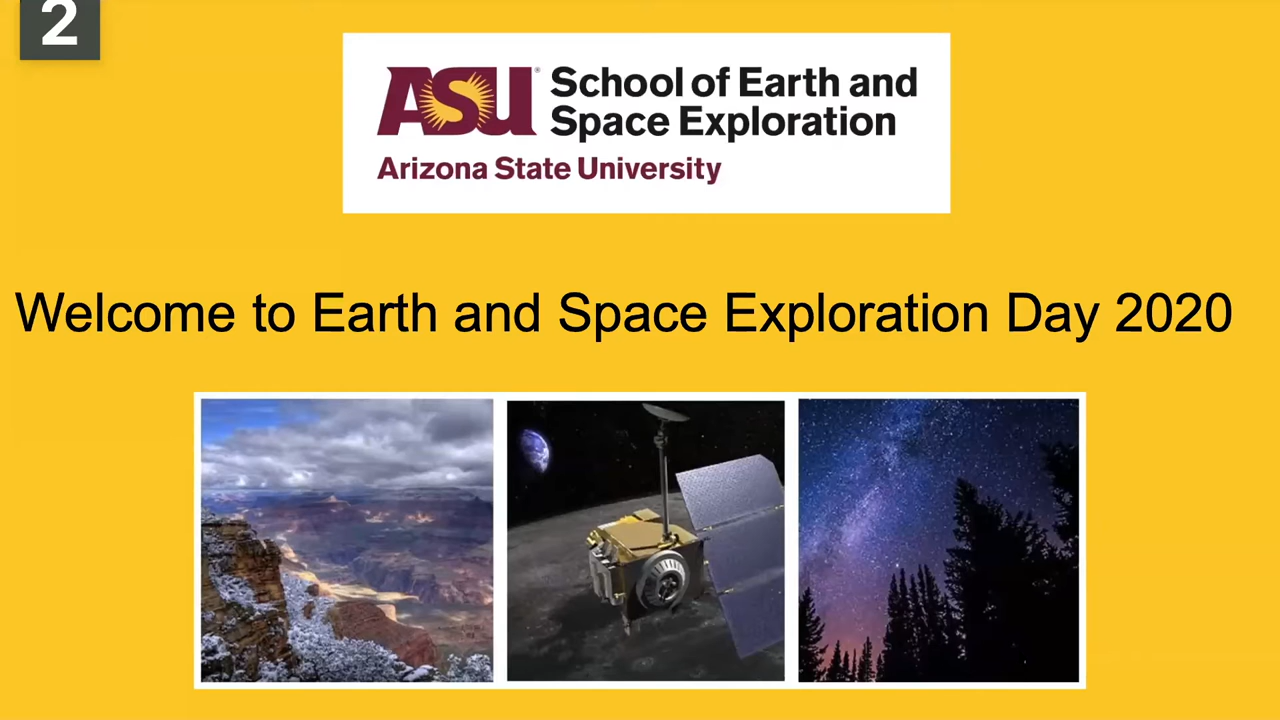 2
ASU® School of Earth and
Space Exploration
Arizona State University
Welcome to Earth and Space Exploration Day 2020